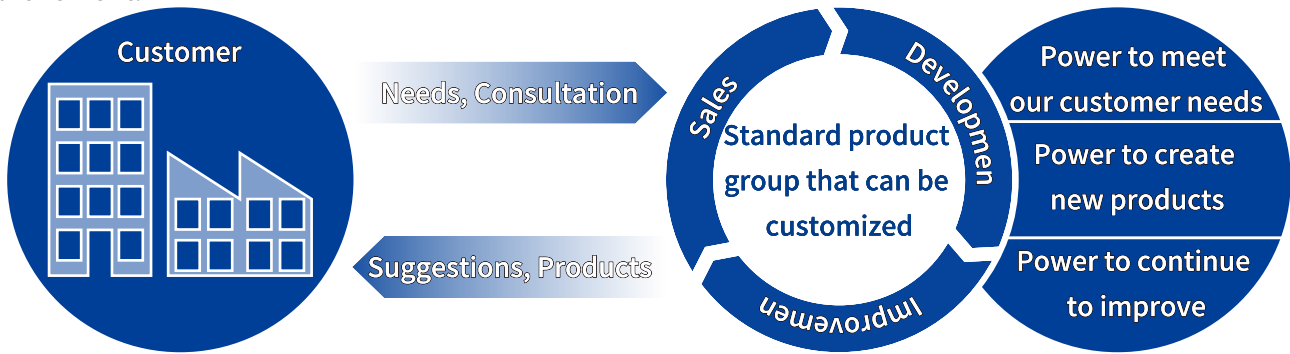 Customer
Needs, Consultation
Suggestions, Products
Sales
Developmen
Improvemen
Standard product
group that can be
customized
Power to meet
our customer needs
Power to create
new products
Power to continue
to improve